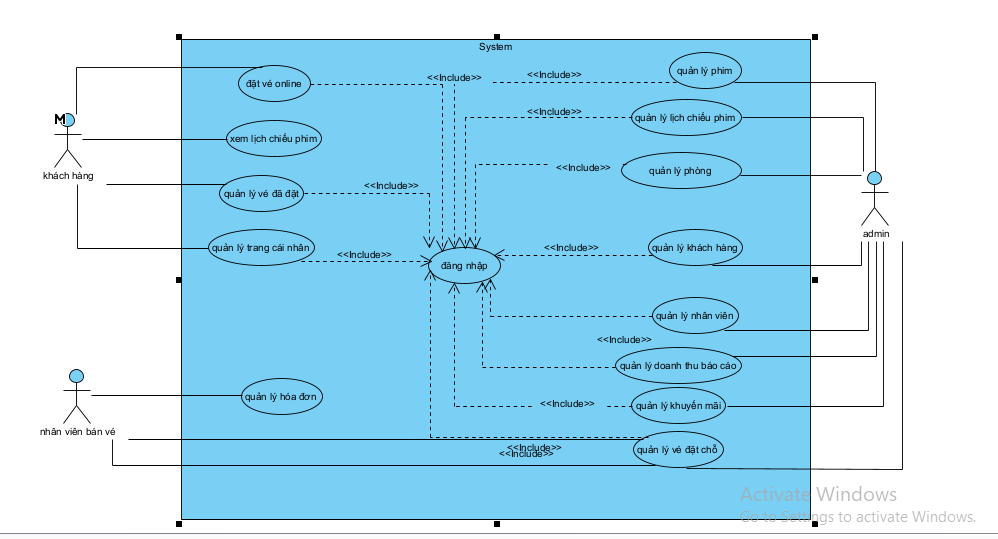 System
quản lý phim
đặt vé online
<<Include>>
<<Include>>
<<Include>>
quản lý lịch chiếu phim
M
xem lịch chiếu phim
khách hàng
<<Include>>
quản lý phòng
quản lý vé đã đặt
<<Include>>
admin
quản lý trang cái nhân
<<Include>>
<<Include>>
quản lý khách hàng
đăng nhập
quản lý nhân viên
<<Include>>
quản lý doanh thu báo cáo
quản lý hóa đơn
<<Include>>
quản lý khuyến mãi
nhân viên bán vé
<<Include>>
<<Include>>
quản lý vé đặt chỗ
Activate Windows
Go to Settings to activate Windows.